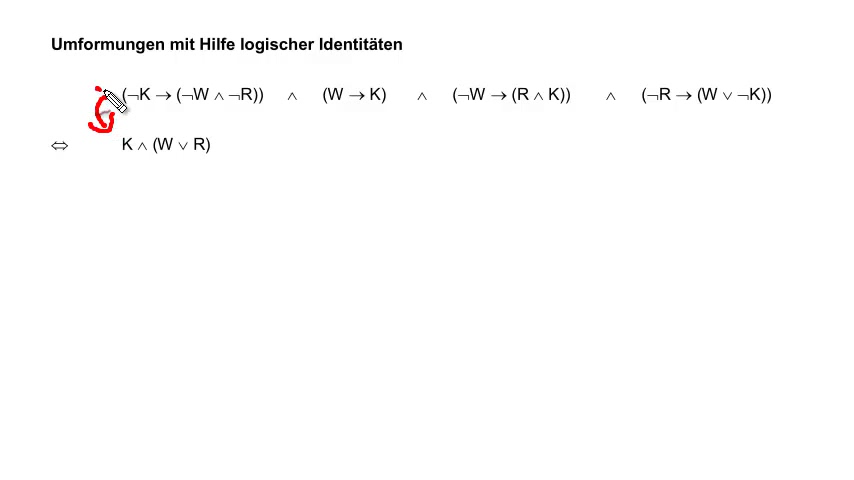 Umformungen mit Hilfe logischer Identitäten
(¬K → (¬W ∧ ¬R)) ∧ (W → K) ∧ (¬W → (R ∧ K)) ∧ (¬R → (W ∨ ¬K))
⇔ K ∧ (W ∨ R)